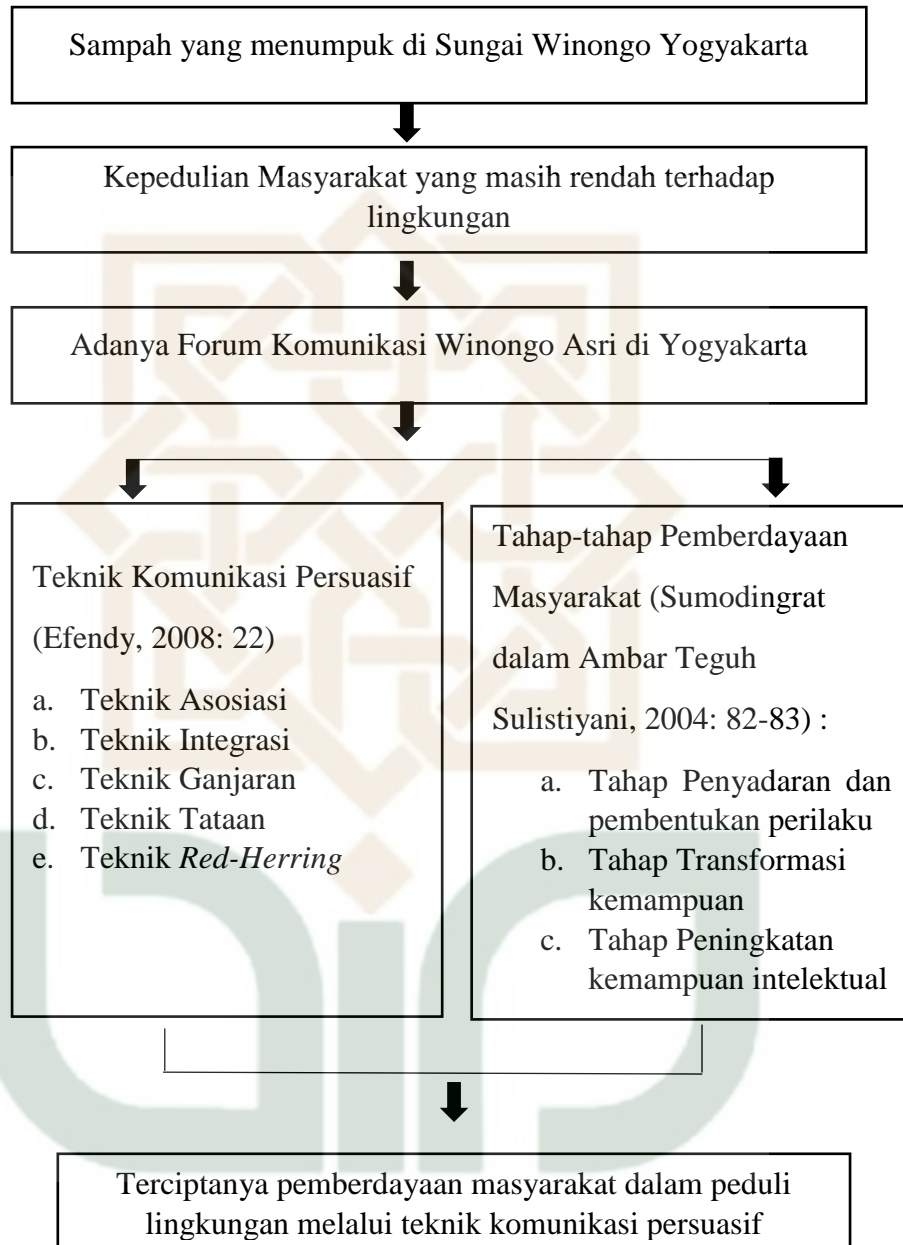 Sampah yang menumpuk di Sungai Winongo Yogyakarta
Kepedulian Masyarakat yang masih rendah terhadap
lingkungan
Adanya Forum Komunikasi Winongo Asri di Yogyakarta
Teknik Komunikasi Persuasif
(Efendy, 2008: 22)
a. Teknik Asosiasi
b. Teknik Integrasi
c. Teknik Ganjaran
d. Teknik Tataan
e. Teknik Red-Herring
Tahap-tahap Pemberdayaan
Masyarakat (Sumodingrat
dalam Ambar Teguh
Sulistiyani, 2004: 82-83) :
a. Tahap Penyadaran dan
pembentukan perilaku
b. Tahap Transformasi
kemampuan
c. Tahap Peningkatan
kemampuan intelektual
Terciptanya pemberdayaan masyarakat dalam peduli
lingkungan melalui teknik komunikasi persuasif